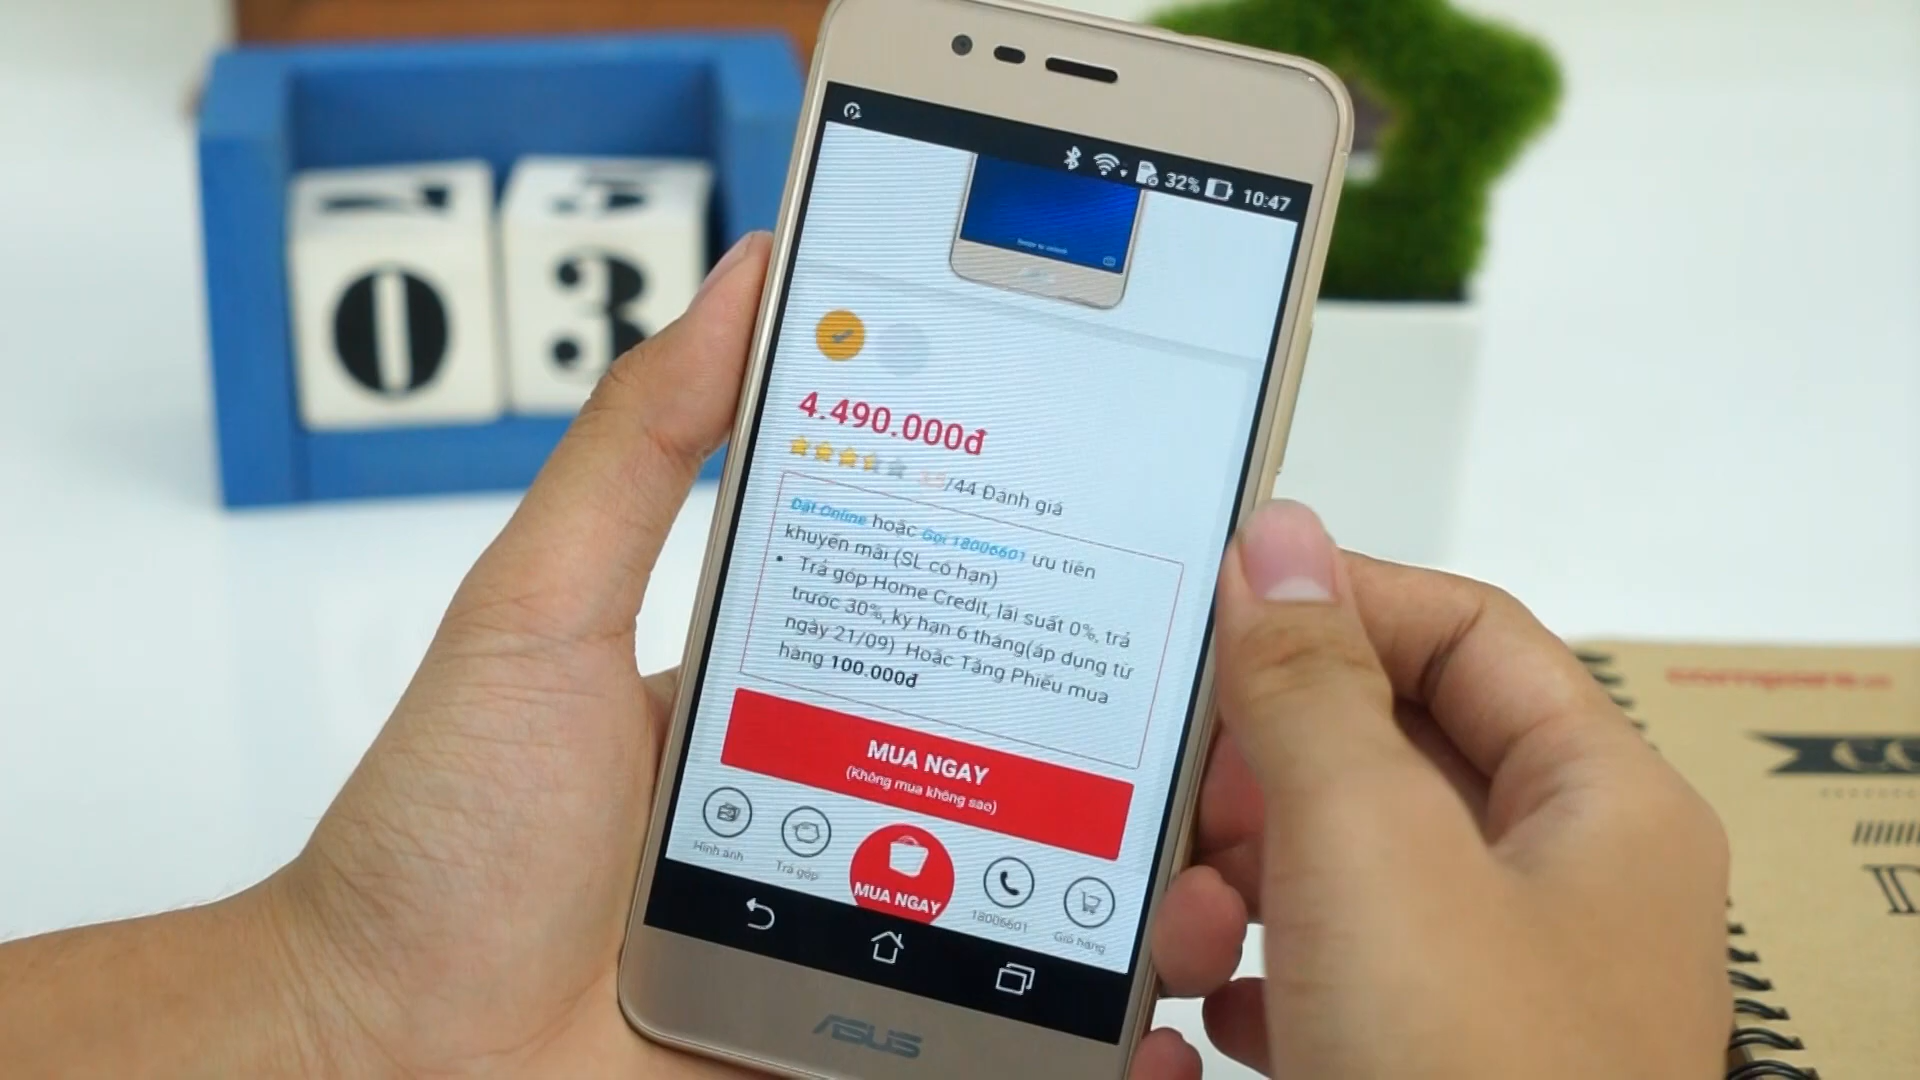 0 3
32% 10:47
4.490.000đ
/44 Đánh giá
Đặt Online hoặc Gọi 18006601 ưu tiên
khuyến mãi (SL có hạn)
• Trả góp Home Credit, lãi suất 0%, trả
trước 30%, kỳ hạn 6 tháng(áp dụng từ
ngày 21/09) Hoặc Tặng Phiếu mua
hàng 100.000đ
MUA NGAY
(Không mua không sao)
Hình ảnh
Trả góp
MUA NGAY
18006601
Giỏ hàng
ASUS